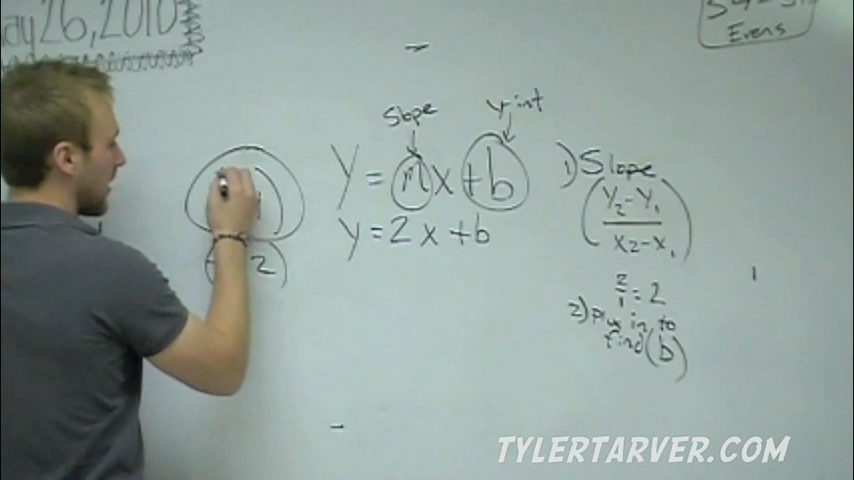 May 26, 2010
Evens
Slope
y int
y = mx + b
y = 2x + b
2
1) Slope
(y₂ - y₁ / x₂ - x₁)
2/1 = 2
2) plug in to
find (b)
TYLERTARVER.COM